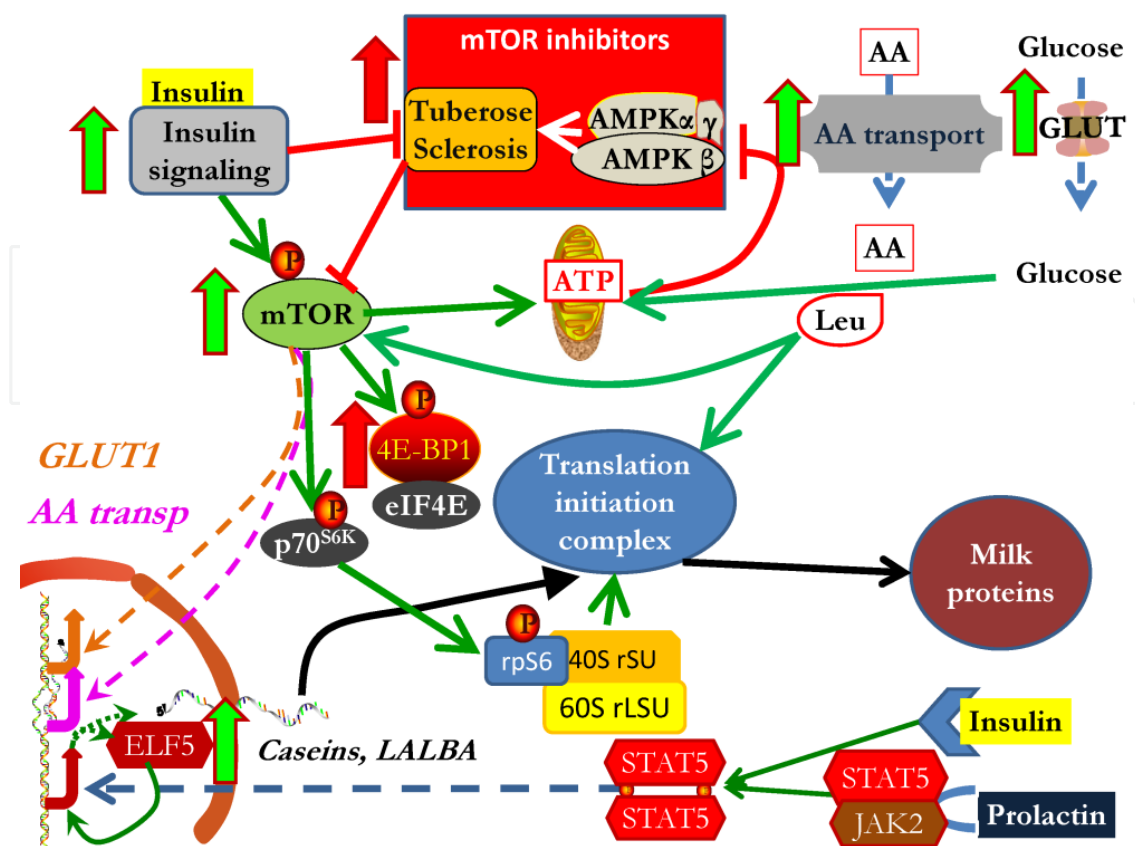 mTOR inhibitors
AA
Glucose
Insulin
Insulin
signaling
Tuberose
Sclerosis
AMPKα γ
AMPK β
AA transport
GLUT
P
mTOR
ATP
AA
Glucose
Leu
P
4E-BP1
eIF4E
GLUT1
AA transp
P
p70S6K
Translation
initiation
complex
Milk
proteins
P
rpS6
40S rSU
60S rLSU
5'
ELF5
Caseins, LALBA
Insulin
STAT5
STAT5
STAT5
JAK2
Prolactin